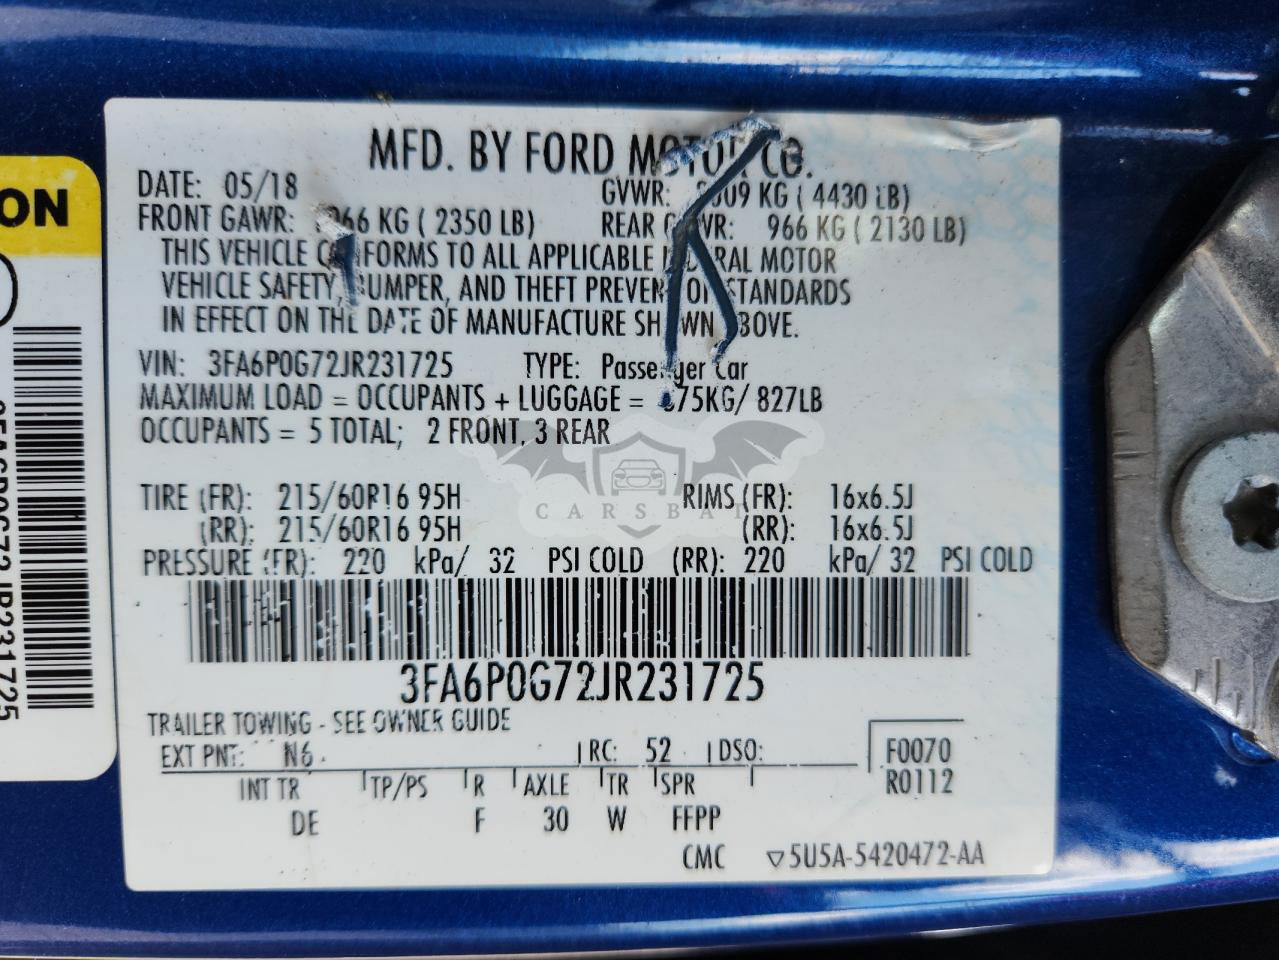 MFD. BY FORD MOTOR CO.
DATE: 05/18 GVWR: KG ( 4430 LB)
FRONT GAWR: KG ( 2350 LB) REAR GAWR: 966 KG ( 2130 LB)
THIS VEHICLE CONFORMS TO ALL APPLICABLE FEDERAL MOTOR
VEHICLE SAFETY, BUMPER, AND THEFT PREVENTION STANDARDS
IN EFFECT ON THE DATE OF MANUFACTURE SHOWN ABOVE.
VIN: 3FA6P0G72JR231725 TYPE: Passenger Car
MAXIMUM LOAD = OCCUPANTS + LUGGAGE = 827LB
OCCUPANTS = 5 TOTAL; 2 FRONT, 3 REAR
CARSBAT
TIRE (FR): 215/60R16 95H RIMS (FR): 16x6.5J
(RR): 215/60R16 95H (RR): 16x6.5J
PRESSURE (FR): 220 kPa/ 32 PSI COLD (RR): 220 kPa/ 32 PSI COLD
3FA6P0G72JR231725
TRAILER TOWING - SEE OWNER GUIDE
EXT PNT: N6 RC: 52 DSO: F0070
R0112
INT TR TP/PS R AXLE TR SPR
DE F 30 W FFPP
CMC ▽5U5A-5420472-AA
ON
3FA6P0G72JR231725